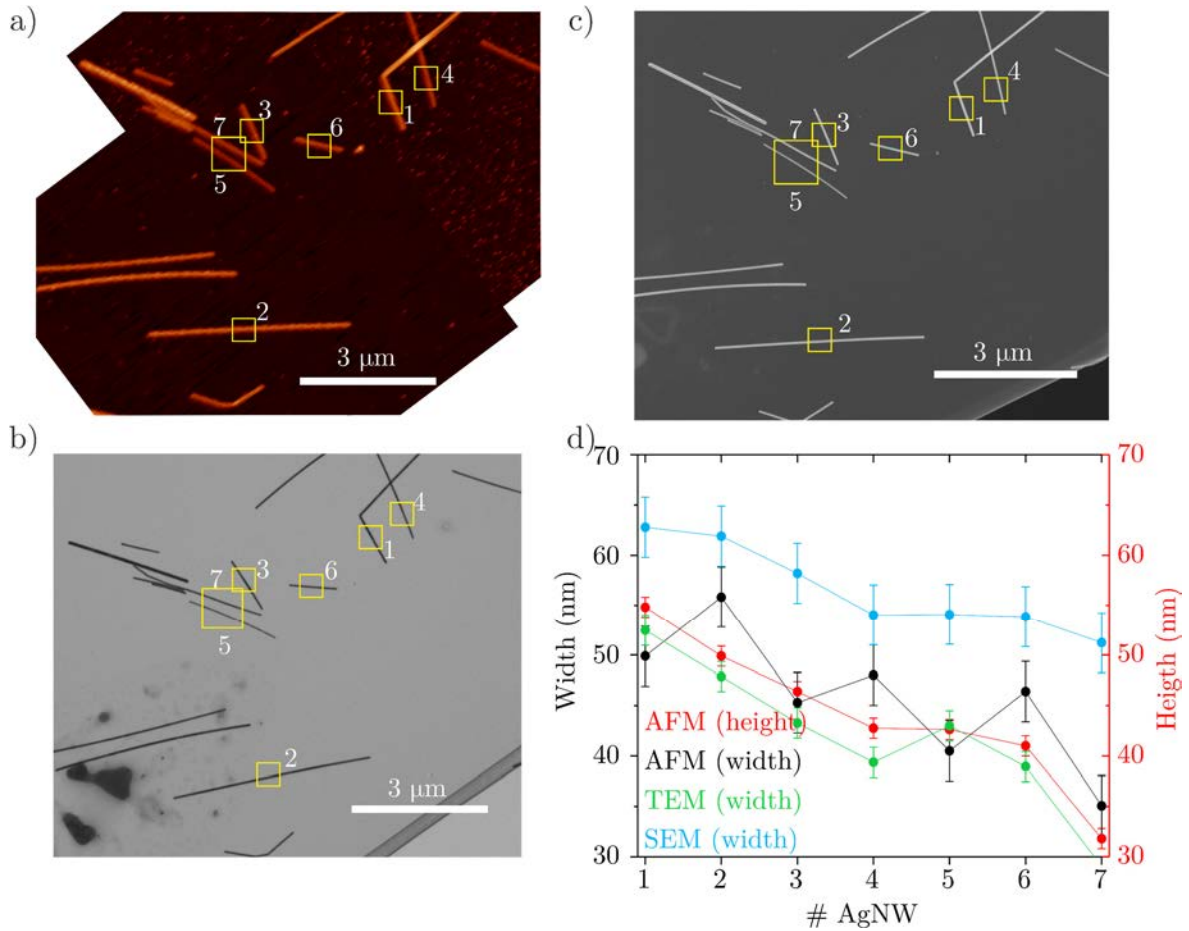 a)
4
3
1
7
6
5
2
3 μm
b)
4
1
3
7
6
5
2
3 μm
c)
4
1
3
7
6
5
2
3 μm
d)
70
60
50
40
30
Width (nm)
70
60
50
40
30
Heigth (nm)
AFM (height)
AFM (width)
TEM (width)
SEM (width)
1 2 3 4 5 6 7
# AgNW